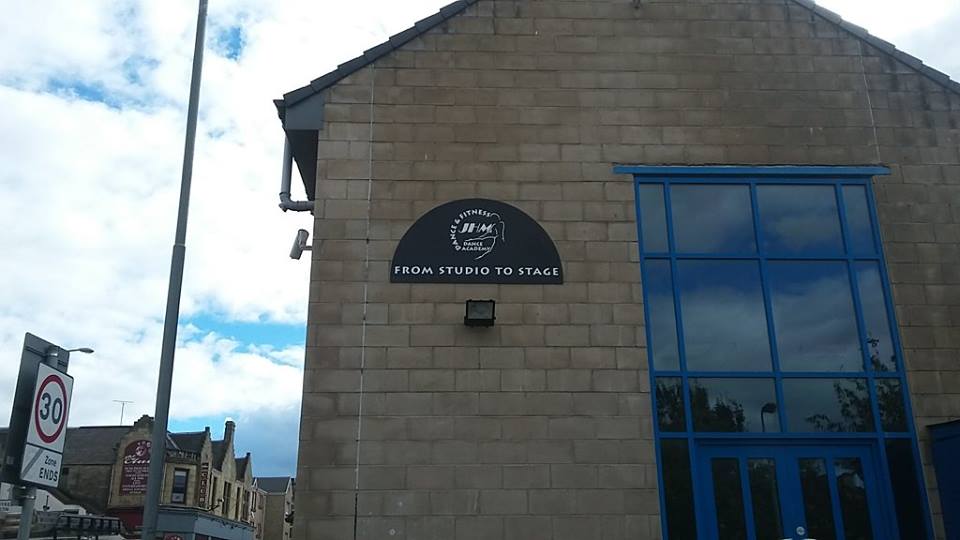 DANCE & FITNESS
JHM
DANCE
ACADEMY
FROM STUDIO TO STAGE
30
Zone
ENDS